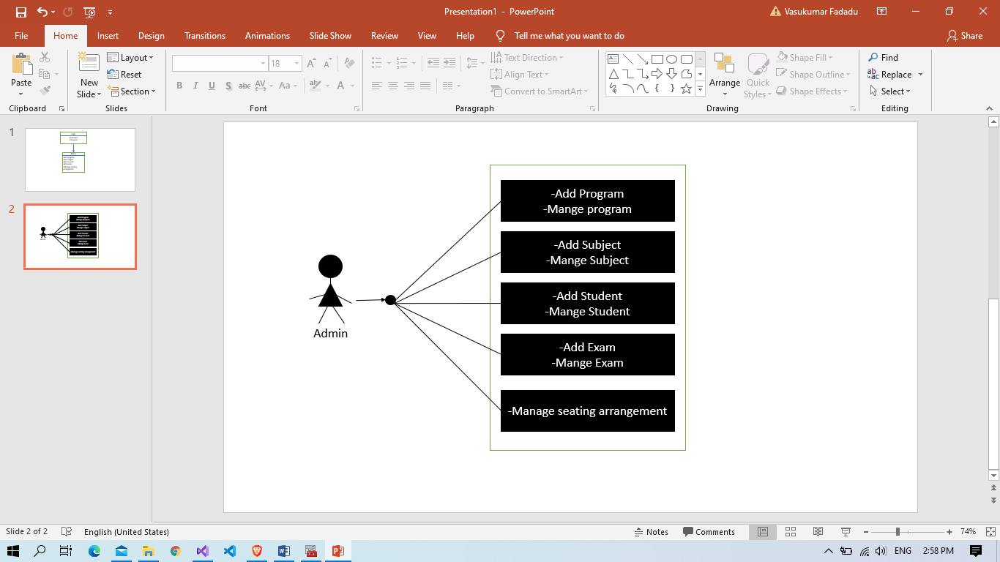 Presentation1 - PowerPoint
Vasukumar Fadadu
File Home Insert Design Transitions Animations Slide Show Review View Help Tell me what you want to do
Share
Paste
Clipboard
New
Slide
Layout
Reset
Section
Slides
18
B I U S abc AV Aa A
Font
Text Direction
Align Text
Convert to SmartArt
Paragraph
Arrange
Quick
Styles
Shape Fill
Shape Outline
Shape Effects
Drawing
Find
Replace
Select
Editing
1
2
-Add Program
-Mange program
-Add Subject
-Mange Subject
-Add Student
-Mange Student
-Add Exam
-Mange Exam
-Manage seating arrangement
Admin
Slide 2 of 2
English (United States)
Notes
Comments
74%
ENG
2:58 PM